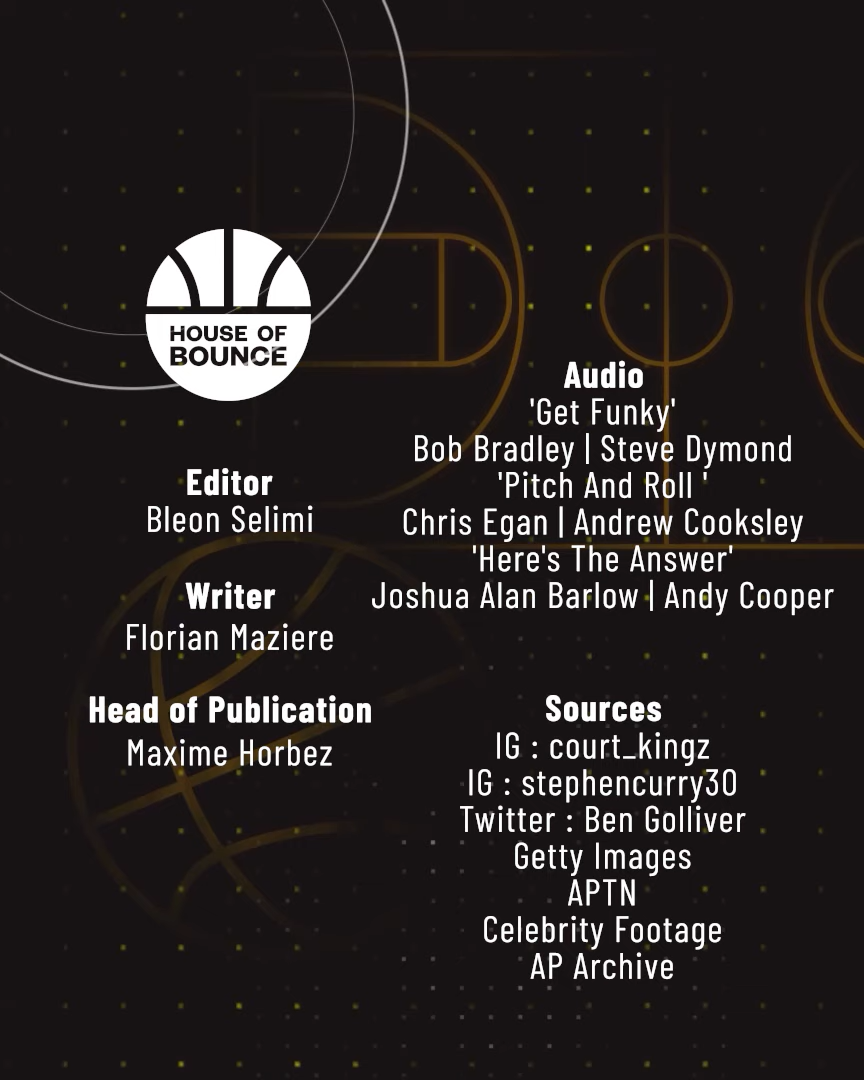 HOUSE OF
BOUNCE
Editor
Bleon Selimi
Writer
Florian Maziere
Head of Publication
Maxime Horbez
Audio
'Get Funky'
Bob Bradley | Steve Dymond
'Pitch And Roll '
Chris Egan | Andrew Cooksley
'Here's The Answer'
Joshua Alan Barlow | Andy Cooper
Sources
IG : court_kingz
IG : stephencurry30
Twitter : Ben Golliver
Getty Images
APTN
Celebrity Footage
AP Archive